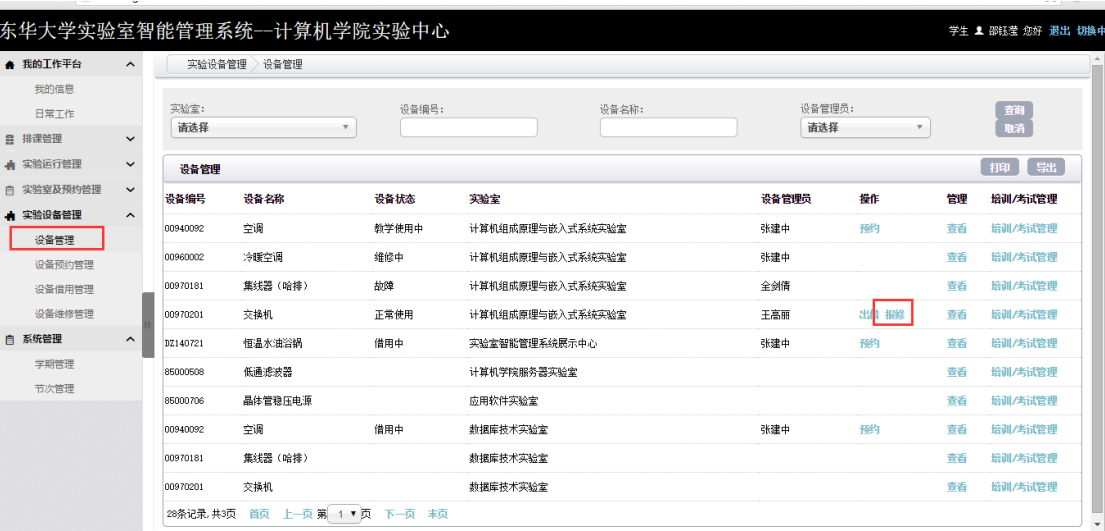 东华大学实验室智能管理系统--计算机学院实验中心
学生 邵钰莹 您好 退出 切换中
我的工作平台
我的信息
日常工作
排课管理
实验运行管理
实验室及预约管理
实验设备管理
设备管理
设备预约管理
设备借用管理
设备维修管理
系统管理
学期管理
节次管理
实验设备管理 设备管理
实验室: 设备编号: 设备名称: 设备管理员:
请选择 请选择
查询
取消
设备管理 打印 导出
设备编号 设备名称 设备状态 实验室 设备管理员 操作 管理 培训/考试管理
00940092 空调 教学使用中 计算机组成原理与嵌入式系统实验室 张建中 预约 查看 培训/考试管理
00960002 冷暖空调 维修中 计算机组成原理与嵌入式系统实验室 张建中 查看 培训/考试管理
00970181 集线器（哈排） 故障 计算机组成原理与嵌入式系统实验室 全剑倩 查看 培训/考试管理
00970201 交换机 正常使用 计算机组成原理与嵌入式系统实验室 王高丽 出借 报修 查看 培训/考试管理
DZ140721 恒温水油浴锅 借用中 实验室智能管理系统展示中心 张建中 预约 查看 培训/考试管理
85000508 低通滤波器 计算机学院服务器实验室 查看 培训/考试管理
85000706 晶体管稳压电源 应用软件实验室 查看 培训/考试管理
00940092 空调 借用中 数据库技术实验室 张建中 预约 查看 培训/考试管理
00970181 集线器（哈排） 数据库技术实验室 查看 培训/考试管理
00970201 交换机 数据库技术实验室 查看 培训/考试管理
28条记录,共3页 首页 上一页 第 1 页 下一页 末页